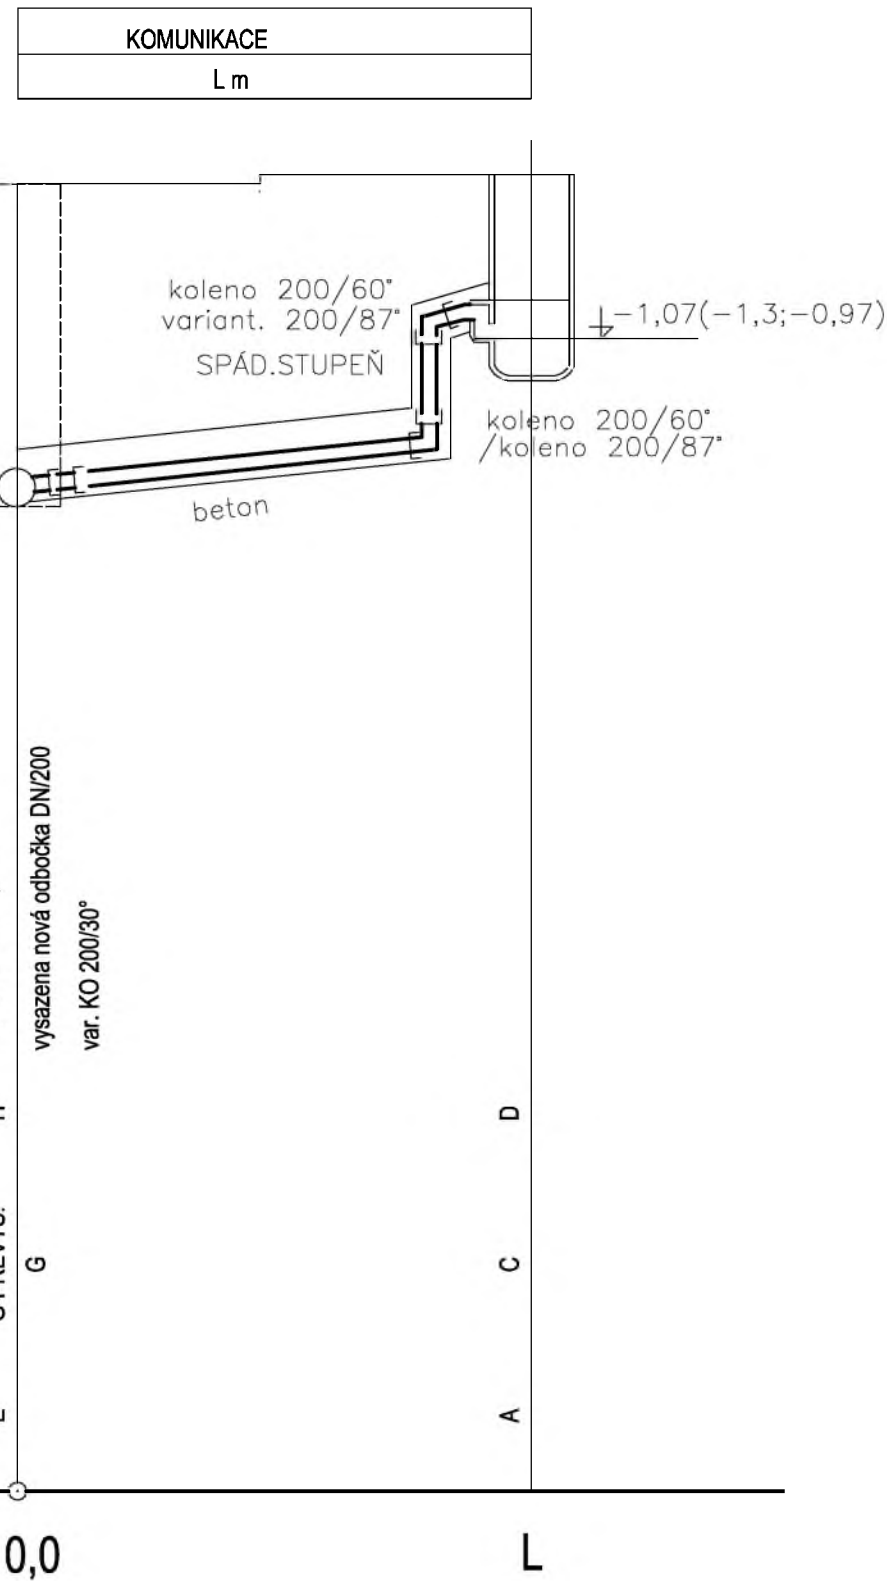 KOMUNIKACE
L m
koleno 200/60°
variant. 200/87°
SPÁD.STUPEŇ
-1,07(-1,3;-0,97)
koleno 200/60°
/koleno 200/87°
beton
vysazena nová odbočka DN/200
var. KO 200/30°
D
G
C
A
0,0
L